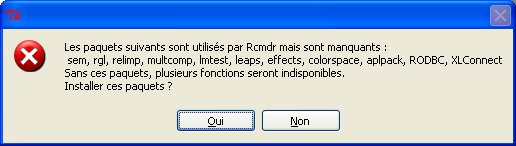 Les paquets suivants sont utilisés par Rcmdr mais sont manquants :
sem, rgl, relimp, multcomp, lmtest, leaps, effects, colorspace, aplpack, RODBC, XLConnect
Sans ces paquets, plusieurs fonctions seront indisponibles.
Installer ces paquets ?
Oui Non